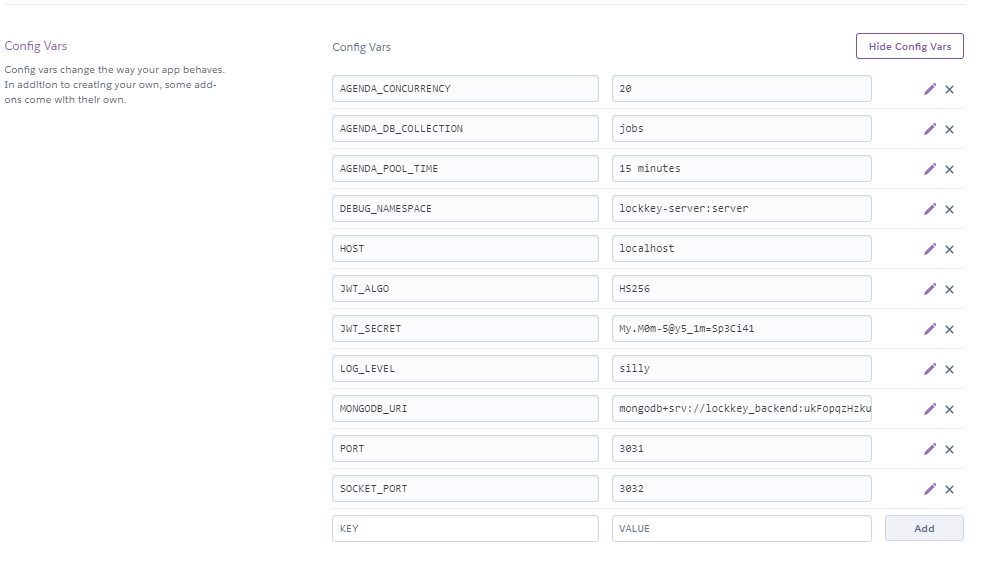 Config Vars
Config vars change the way your app behaves.
In addition to creating your own, some add-
ons come with their own.
Config Vars
Hide Config Vars
AGENDA_CONCURRENCY 20
AGENDA_DB_COLLECTION jobs
AGENDA_POOL_TIME 15 minutes
DEBUG_NAMESPACE lockkey-server:server
HOST localhost
JWT_ALGO HS256
JWT_SECRET My.M0m-5@y5_1m=Sp3Ci41
LOG_LEVEL silly
MONGODB_URI mongodb+srv://lockkey_backend:ukFopqzHzku
PORT 3031
SOCKET_PORT 3032
KEY VALUE Add